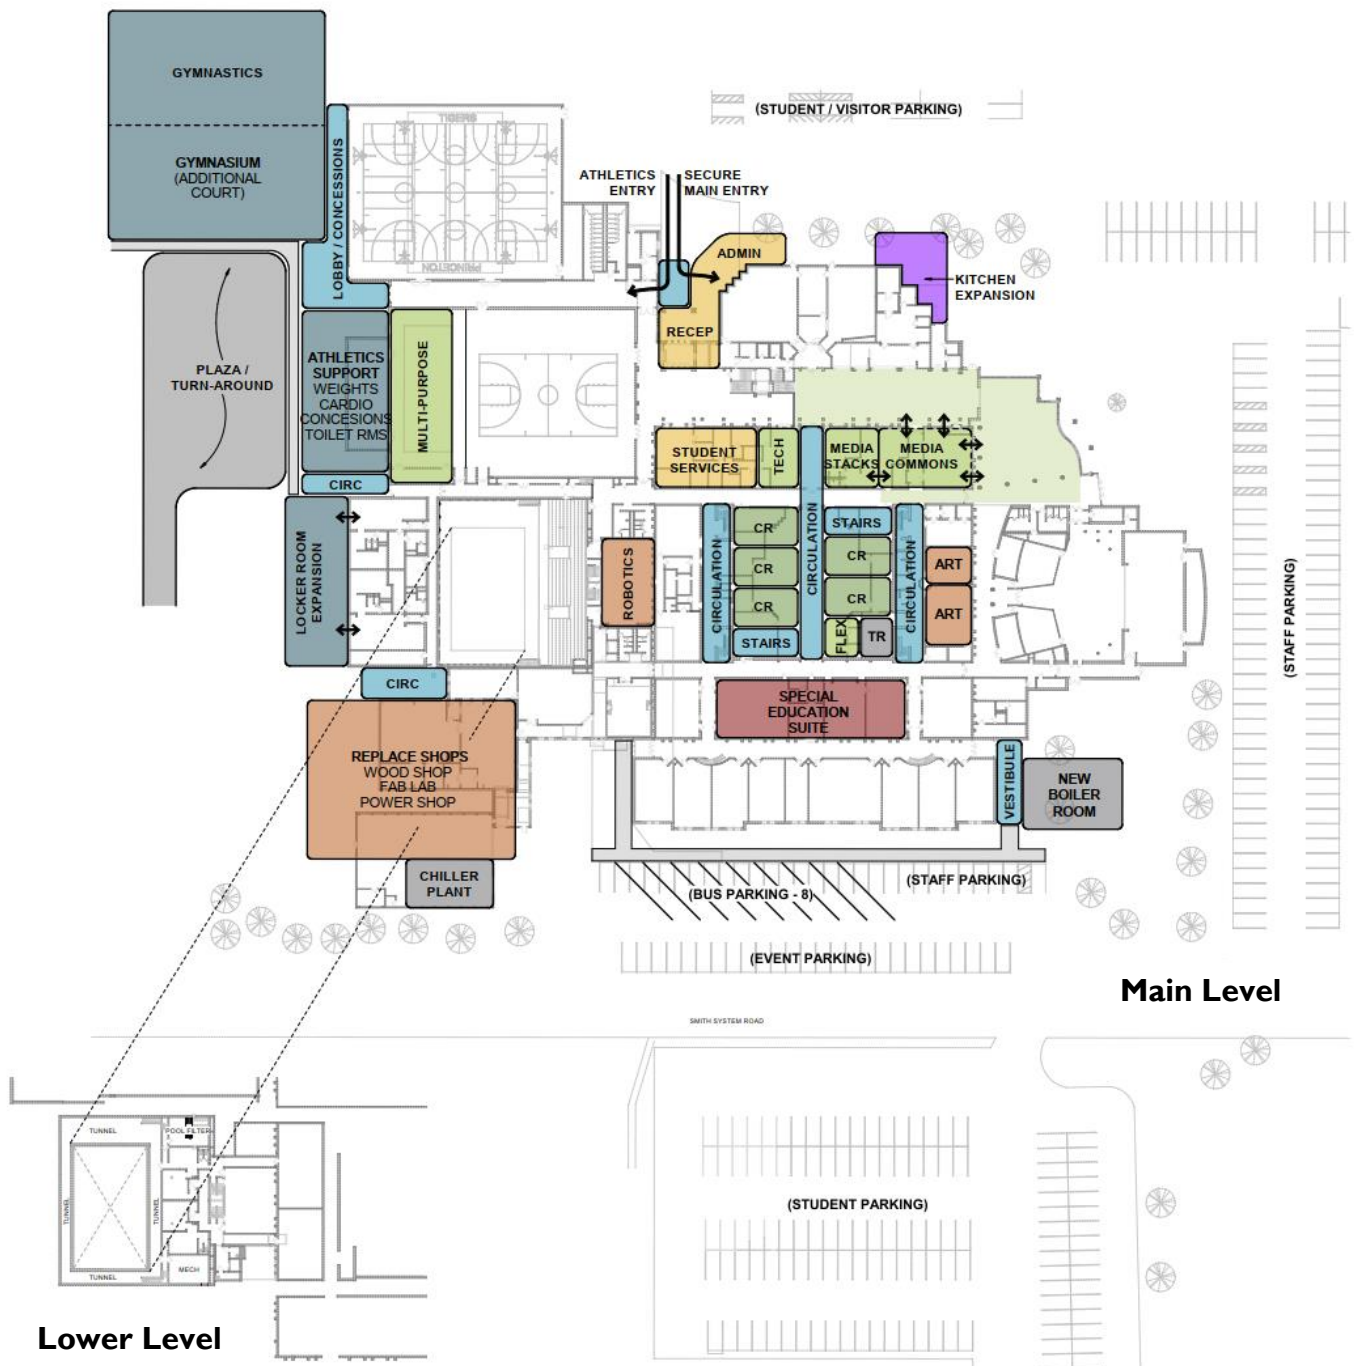 GYMNASTICS
GYMNASIUM
(ADDITIONAL
COURT)
LOBBY / CONCESSIONS
TIGERS
PRINCETON
(STUDENT / VISITOR PARKING)
ATHLETICS
ENTRY
SECURE
MAIN ENTRY
ADMIN
RECEP
KITCHEN
EXPANSION
PLAZA /
TURN-AROUND
ATHLETICS
SUPPORT
WEIGHTS
CARDIO
CONCESIONS
TOILET RMS
MULTI-PURPOSE
CIRC
STUDENT
SERVICES
TECH
CIRCULATION
MEDIA
STACKS
MEDIA
COMMONS
LOCKER ROOM
EXPANSION
ROBOTICS
CIRCULATION
CR
CR
CR
STAIRS
STAIRS
CR
CR
FLEX
TR
CIRCULATION
ART
ART
(STAFF PARKING)
CIRC
SPECIAL
EDUCATION
SUITE
REPLACE SHOPS
WOOD SHOP
FAB LAB
POWER SHOP
VESTIBULE
NEW
BOILER
ROOM
CHILLER
PLANT
(BUS PARKING - 8)
(STAFF PARKING)
(EVENT PARKING)
Main Level
SMITH SYSTEM ROAD
TUNNEL
POOL FILTER
TUNNEL
TUNNEL
MECH
TUNNEL
(STUDENT PARKING)
Lower Level